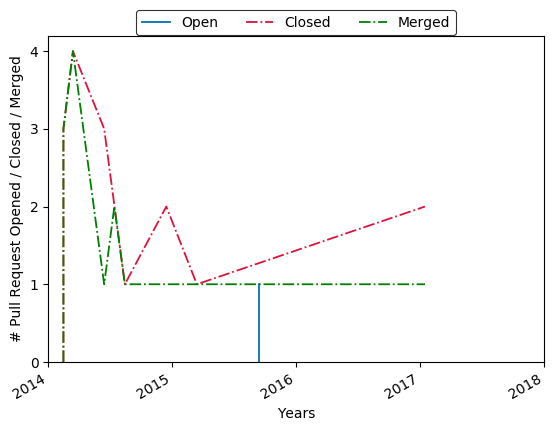 Open Closed Merged
# Pull Request Opened / Closed / Merged
4
3
2
1
0
2014 2015 2016 2017 2018
Years